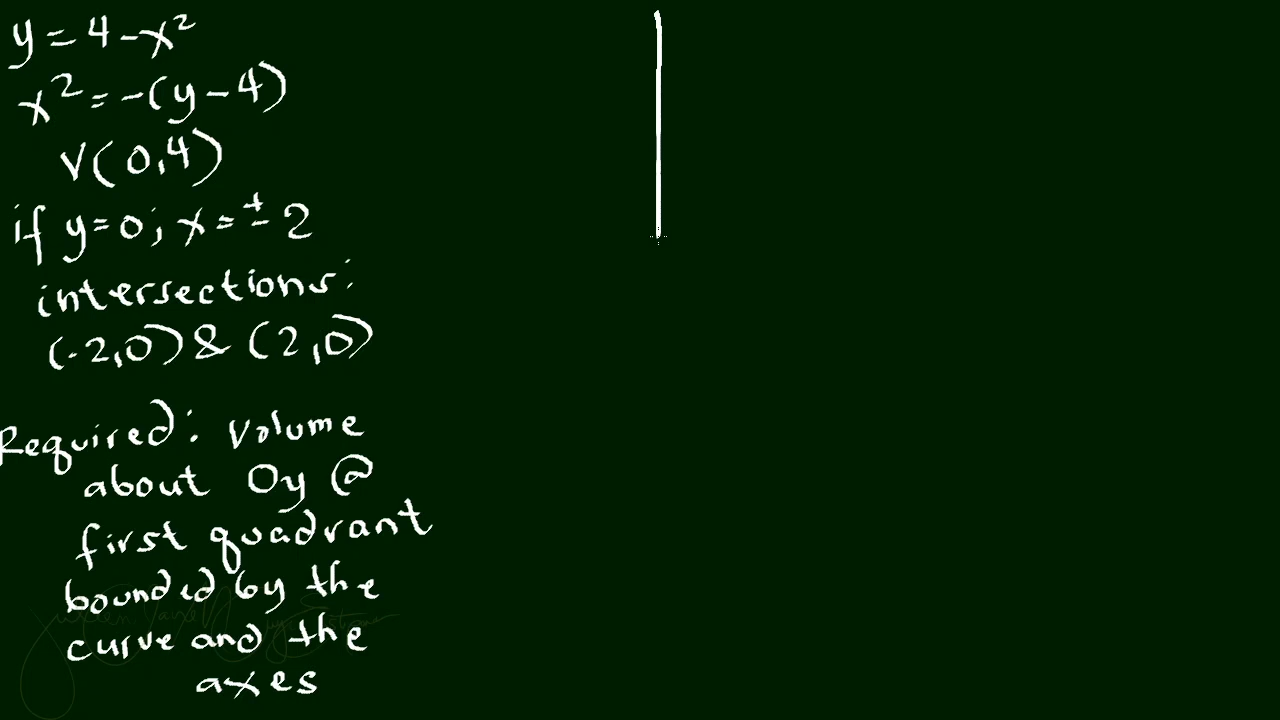 y = 4 - x²
x² = -(y - 4)
V(0,4)
if y=0; x = ± 2
intersections:
(-2,0) & (2,0)
Required: Volume
about Oy @
first quadrant
bounded by the
curve and the
axes